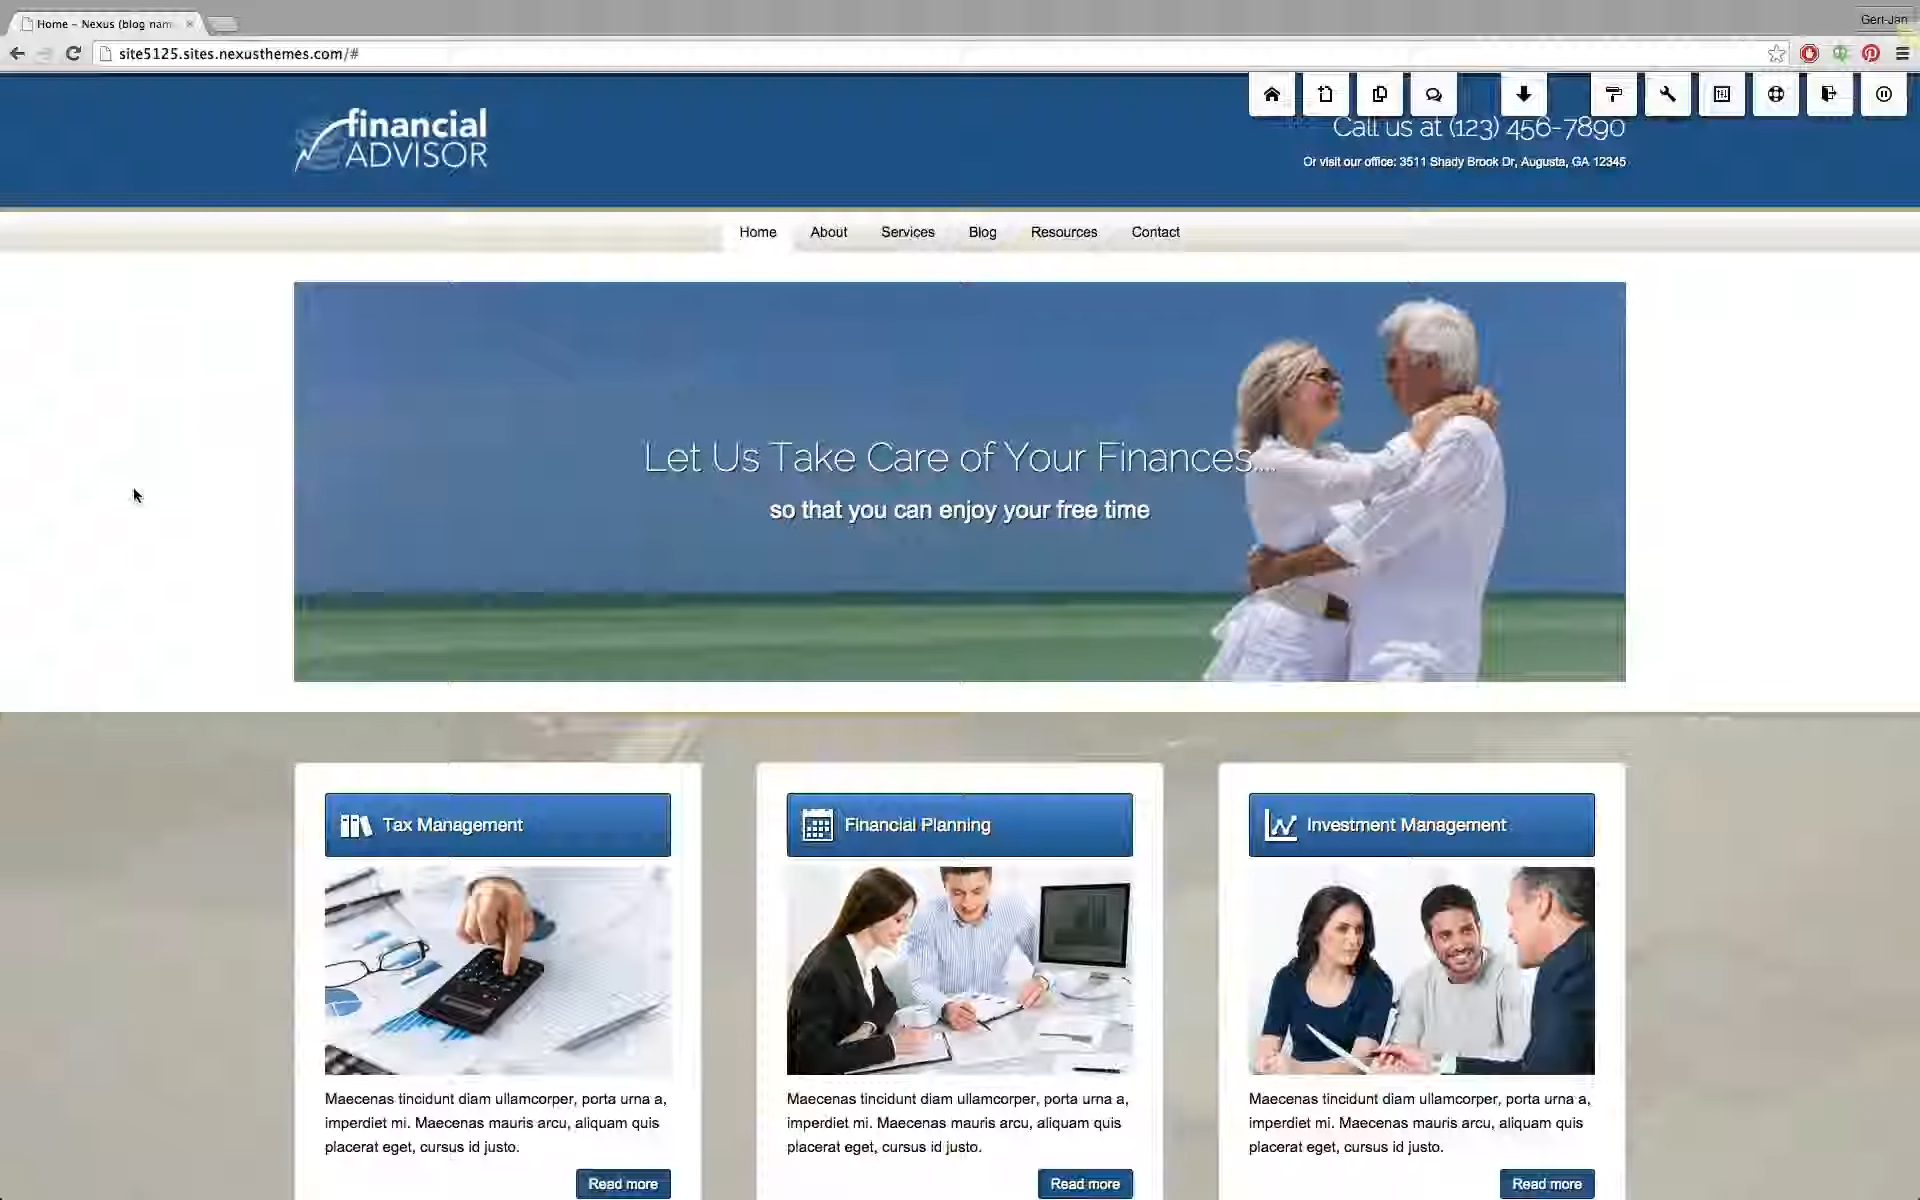 Home – Nexus (blog nam
Gert-Jan
site5125.sites.nexusthemes.com/#
financial
ADVISOR
Call us at (123) 456-7890
Or visit our office: 3511 Shady Brook Dr, Augusta, GA 12345
Home About Services Blog Resources Contact
Let Us Take Care of Your Finances....
so that you can enjoy your free time
Tax Management
Maecenas tincidunt diam ullamcorper, porta urna a,
imperdiet mi. Maecenas mauris arcu, aliquam quis
placerat eget, cursus id justo.
Read more
Financial Planning
Maecenas tincidunt diam ullamcorper, porta urna a,
imperdiet mi. Maecenas mauris arcu, aliquam quis
placerat eget, cursus id justo.
Read more
Investment Management
Maecenas tincidunt diam ullamcorper, porta urna a,
imperdiet mi. Maecenas mauris arcu, aliquam quis
placerat eget, cursus id justo.
Read more